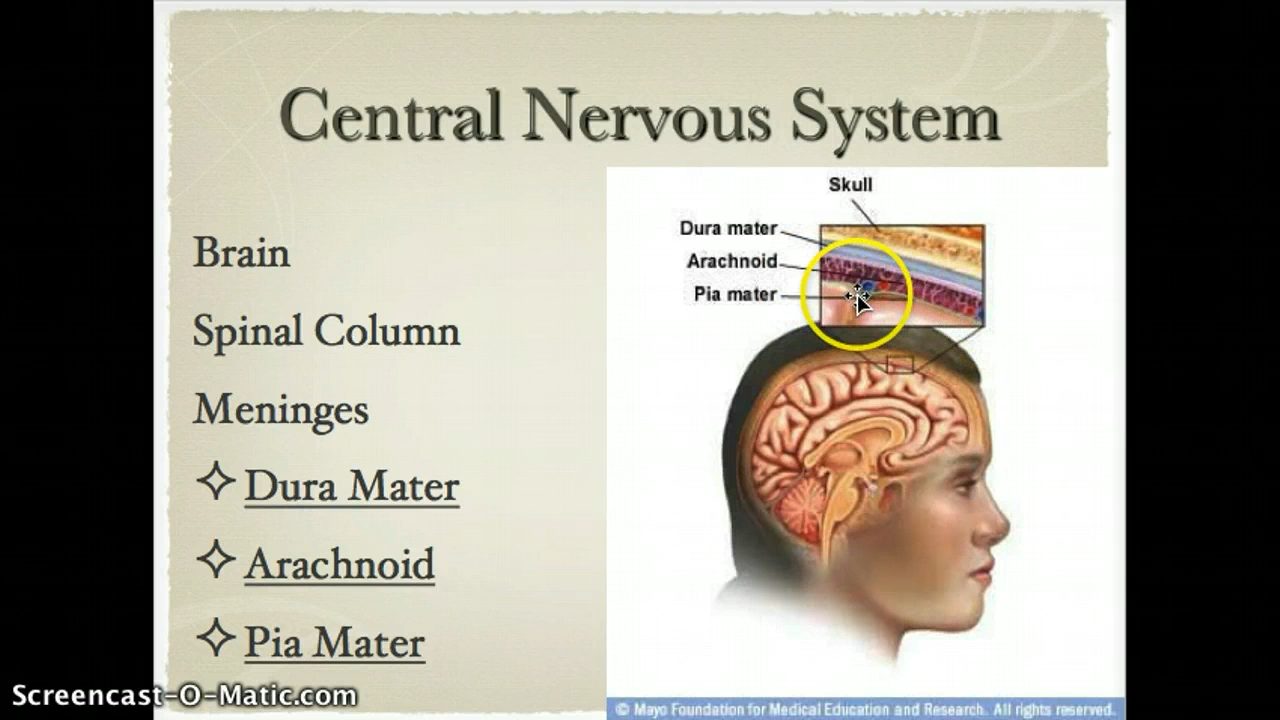 Central Nervous System
Brain
Spinal Column
Meninges
Dura Mater
Arachnoid
Pia Mater
Skull
Dura mater
Arachnoid
Pia mater
© Mayo Foundation for Medical Education and Research. All rights reserved.
Screencast-O-Matic.com